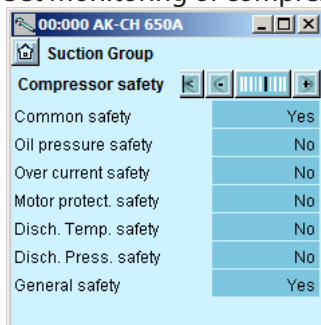 00:000 AK-CH 650A
Suction Group
Compressor safety
Common safety Yes
Oil pressure safety No
Over current safety No
Motor protect. safety No
Disch. Temp. safety No
Disch. Press. safety No
General safety Yes